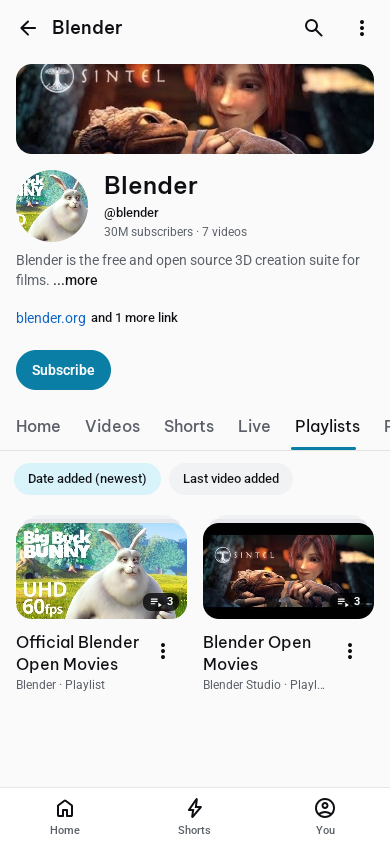 Blender
SINTEL
Blender
@blender
30M subscribers · 7 videos
Blender is the free and open source 3D creation suite for
films. ...more
blender.org and 1 more link
Subscribe
Home Videos Shorts Live Playlists
Date added (newest) Last video added
Big Buck
BUNNY
UHD
60fps
3
SINTEL
3
Official Blender
Open Movies
Blender · Playlist
Blender Open
Movies
Blender Studio · Playl...
Home Shorts You